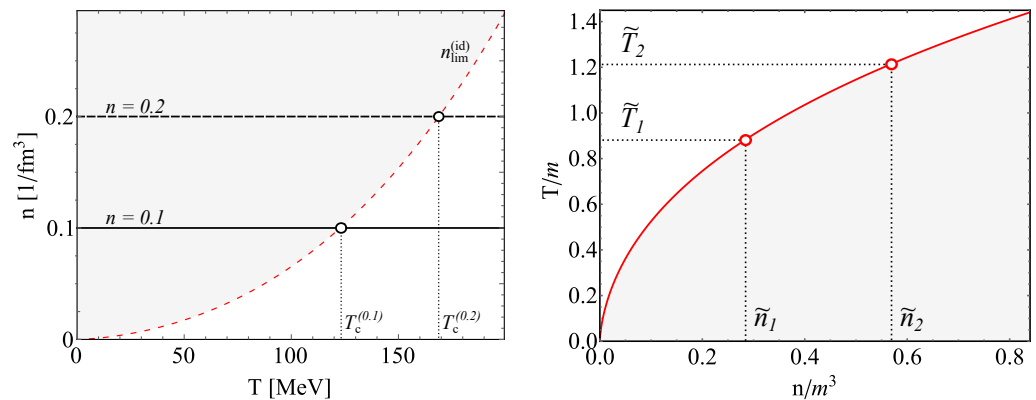 n [1/fm³]
0.2
0.1
0
n = 0.2
n = 0.1
n_lim^(id)
T_c^(0.1)
T_c^(0.2)
0 50 100 150
T [MeV]
T/m
1.4
1.2
1.0
0.8
0.6
0.4
0.2
0.0
T̃_2
T̃_1
ñ_1
ñ_2
0.0 0.2 0.4 0.6 0.8
n/m³